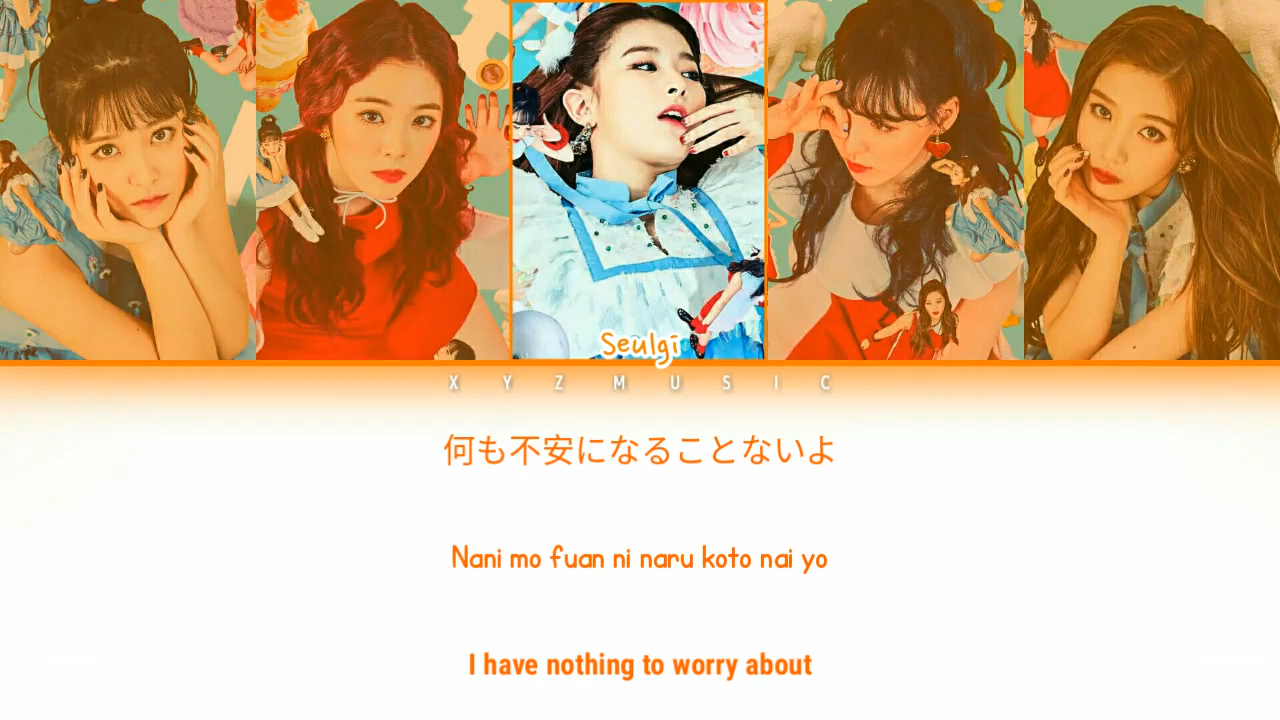 Seulgi
X Y Z M U S I C
何も不安になることないよ
Nani mo fuan ni naru koto nai yo
I have nothing to worry about